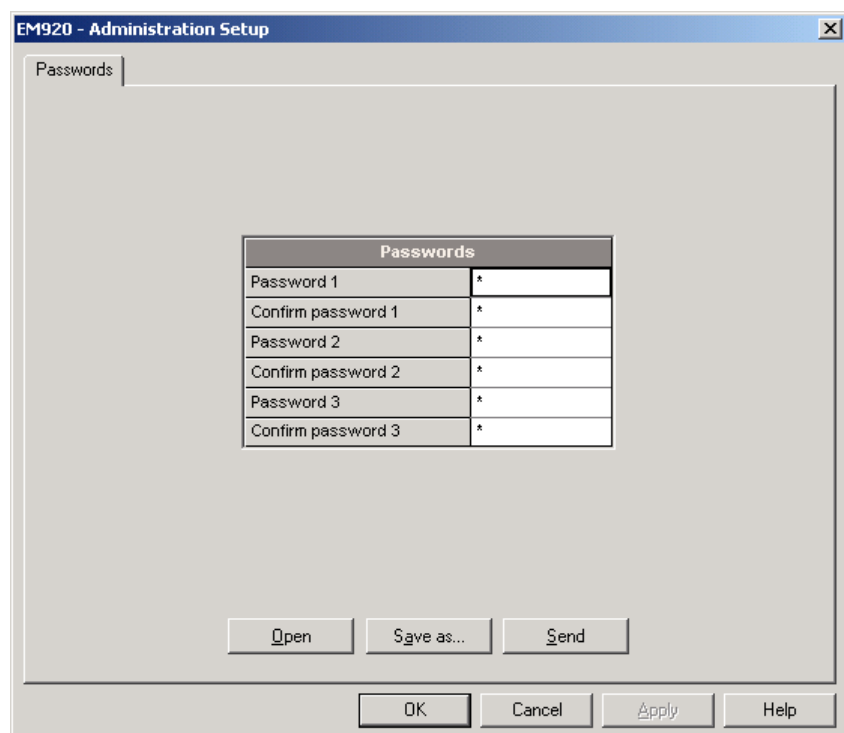 EM920 - Administration Setup
Passwords
Passwords
Password 1 *
Confirm password 1 *
Password 2 *
Confirm password 2 *
Password 3 *
Confirm password 3 *
Open Save as... Send
OK Cancel Apply Help